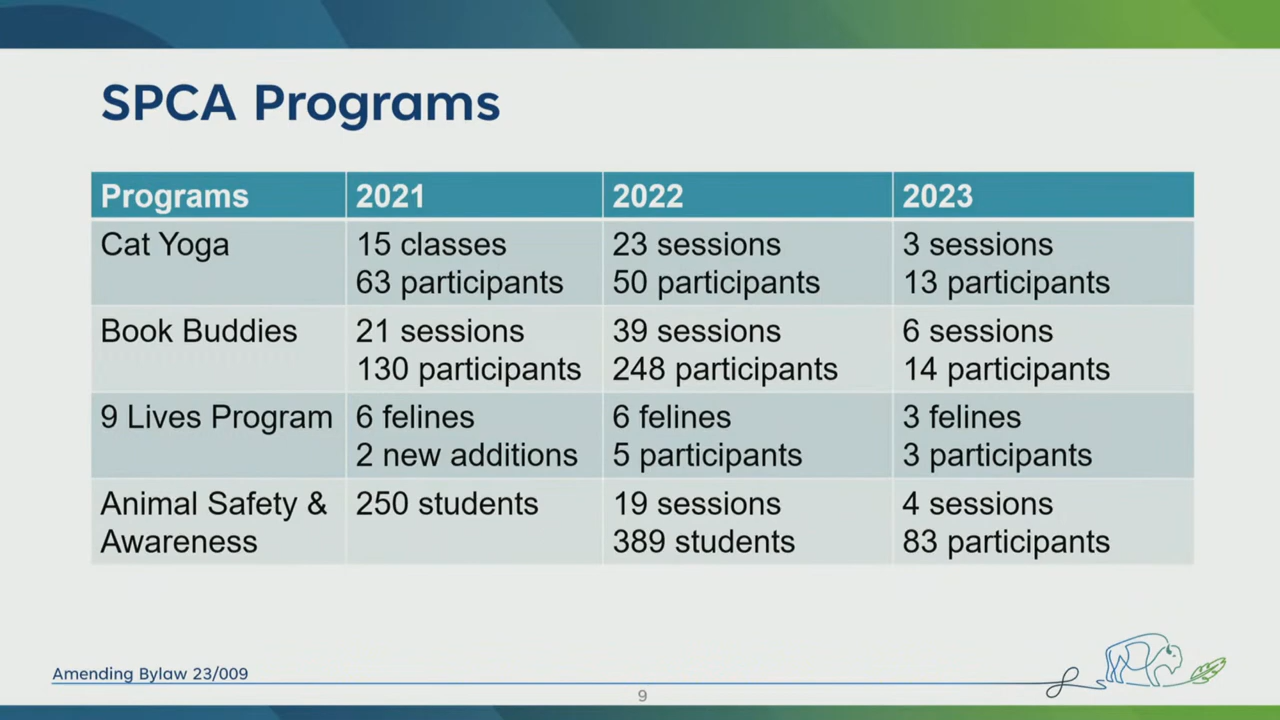 SPCA Programs
Programs 2021 2022 2023
Cat Yoga 15 classes 23 sessions 3 sessions
63 participants 50 participants 13 participants
Book Buddies 21 sessions 39 sessions 6 sessions
130 participants 248 participants 14 participants
9 Lives Program 6 felines 6 felines 3 felines
2 new additions 5 participants 3 participants
Animal Safety & 250 students 19 sessions 4 sessions
Awareness 389 students 83 participants
Amending Bylaw 23/009
9